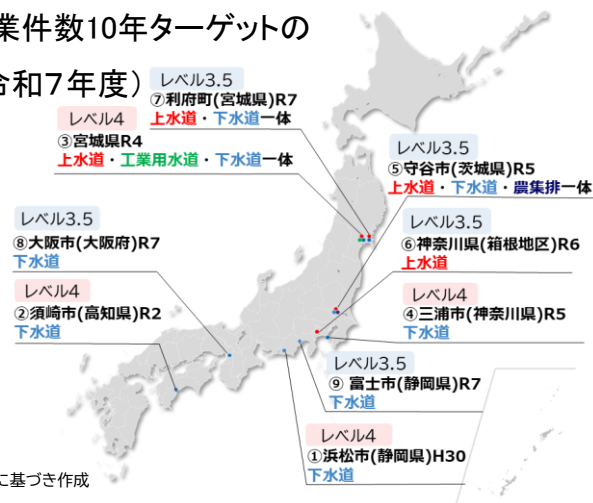 業件数10年ターゲットの
令和7年度）
レベル3.5
⑦利府町(宮城県)R7
上水道・下水道一体
レベル4
③宮城県R4
上水道・工業用水道・下水道一体
レベル3.5
⑤守谷市(茨城県)R5
上水道・下水道・農集排一体
レベル3.5
⑧大阪市(大阪府)R7
下水道
レベル3.5
⑥神奈川県(箱根地区)R6
上水道
レベル4
②須崎市(高知県)R2
下水道
レベル4
④三浦市(神奈川県)R5
下水道
レベル3.5
⑨ 富士市(静岡県)R7
下水道
レベル4
①浜松市(静岡県)H30
下水道
に基づき作成